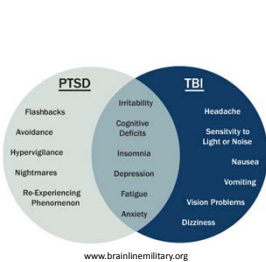 PTSD
Flashbacks
Avoidance
Hypervigilance
Nightmares
Re-Experiencing
Phenomenon
Irritability
Cognitive
Deficits
Insomnia
Depression
Fatigue
Anxiety
TBI
Headache
Sensitvity to
Light or Noise
Nausea
Vomiting
Vision Problems
Dizziness
www.brainlinemilitary.org